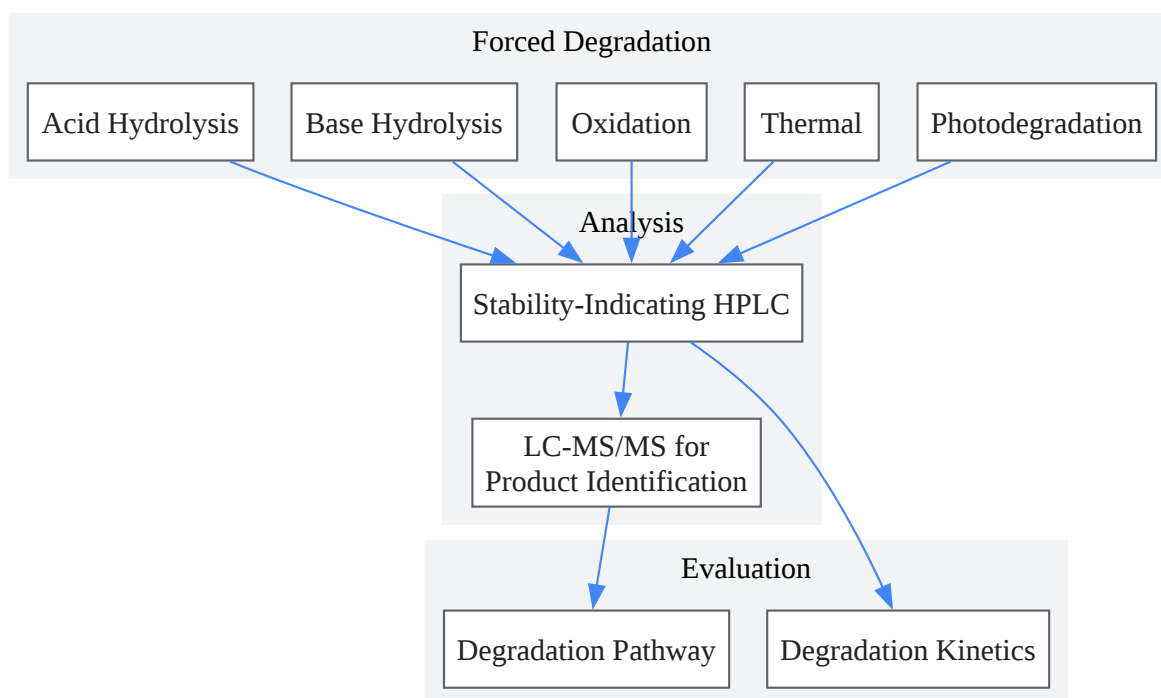 Forced Degradation
Acid Hydrolysis
Base Hydrolysis
Oxidation
Thermal
Photodegradation
Analysis
Stability-Indicating HPLC
LC-MS/MS for
Product Identification
Evaluation
Degradation Pathway
Degradation Kinetics